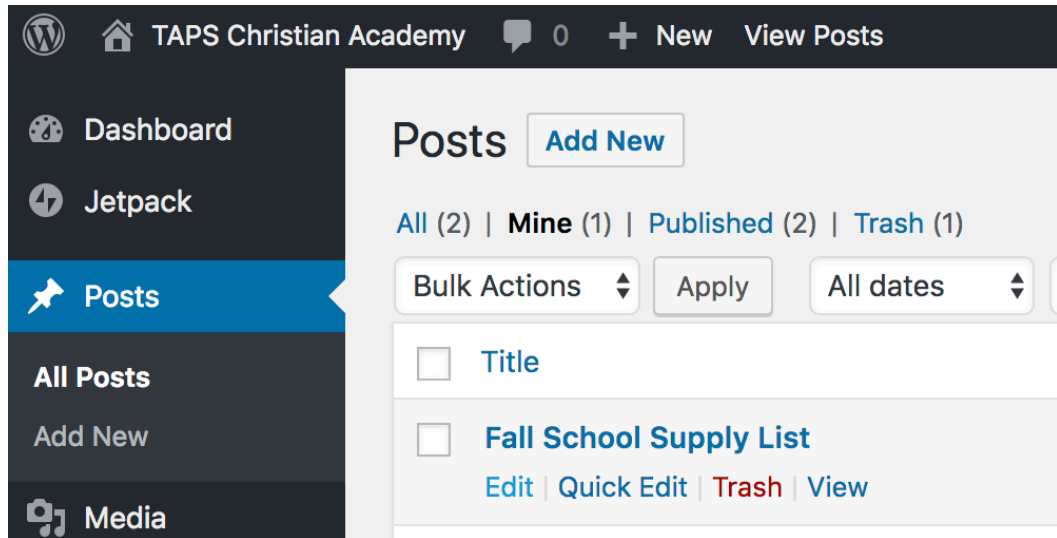 TAPS Christian Academy 0 + New View Posts
Dashboard
Jetpack
Posts
All Posts
Add New
Media
Posts Add New
All (2) | Mine (1) | Published (2) | Trash (1)
Bulk Actions Apply All dates
Title
Fall School Supply List
Edit | Quick Edit | Trash | View